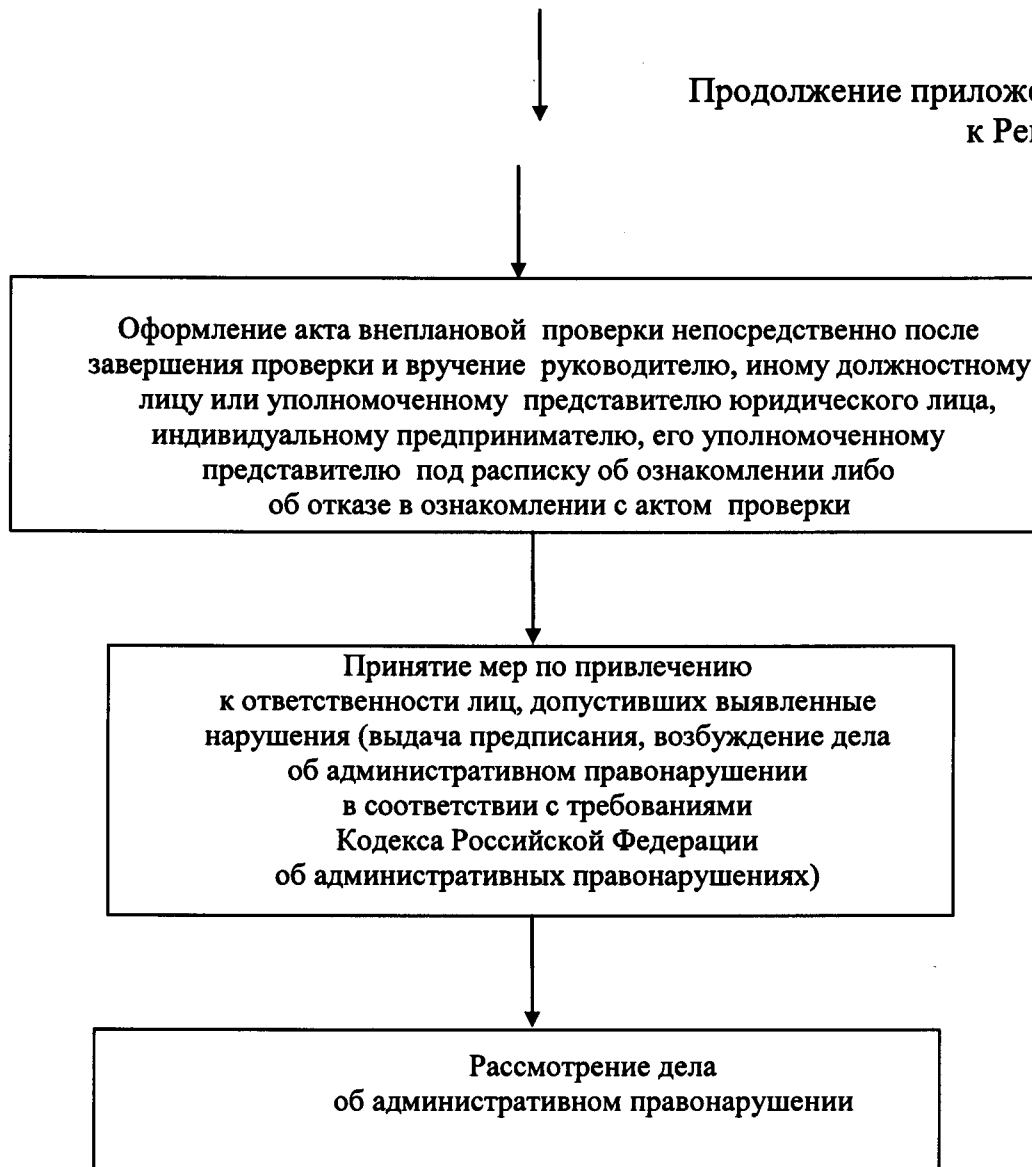 Продолжение
к
Оформление акта внеплановой проверки непосредственно после
завершения проверки и вручение руководителю, иному должностному
лицу или уполномоченному представителю юридического лица,
индивидуальному предпринимателю, его уполномоченному
представителю под расписку об ознакомлении либо
об отказе в ознакомлении с актом проверки
Принятие мер по привлечению
к ответственности лиц, допустивших выявленные
нарушения (выдача предписания, возбуждение дела
об административном правонарушении
в соответствии с требованиями
Кодекса Российской Федерации
об административных правонарушениях)
Рассмотрение дела
об административном правонарушении